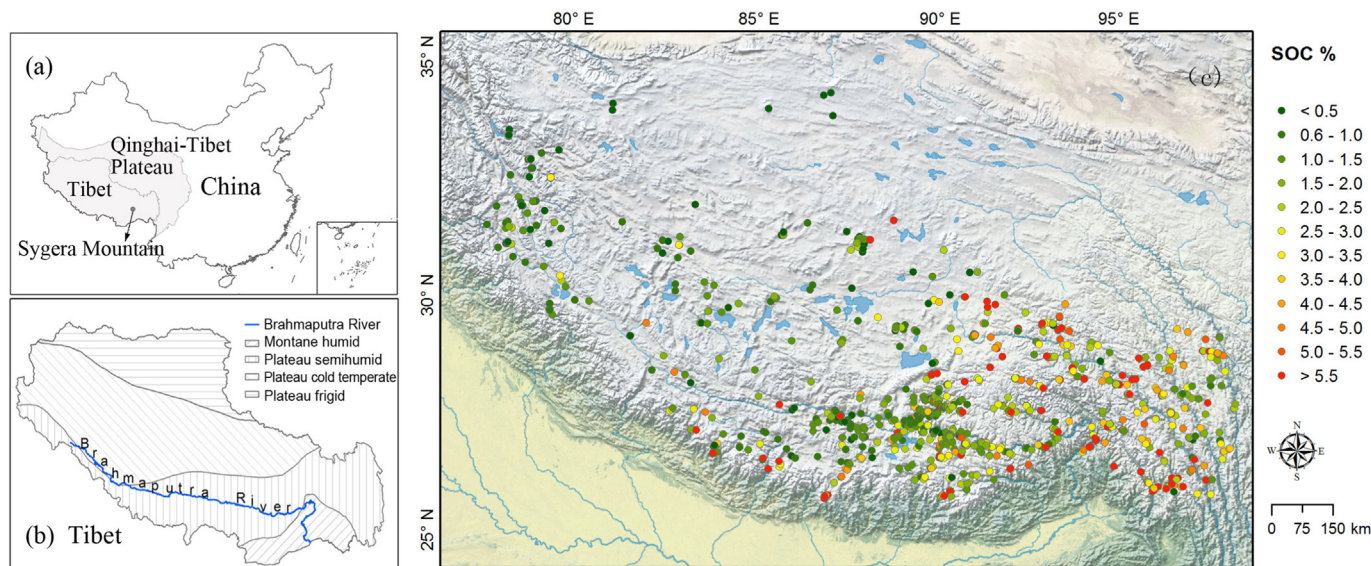 (a)
Qinghai-Tibet
Plateau
Tibet
China
Sygera Mountain
Brahmaputra River
Montane humid
Plateau semihumid
Plateau cold temperate
Plateau frigid
Brahmaputra River
(b) Tibet
80° E 85° E 90° E 95° E
35° N
30° N
25° N
(c)
SOC %
< 0.5
0.6 - 1.0
1.0 - 1.5
1.5 - 2.0
2.0 - 2.5
2.5 - 3.0
3.0 - 3.5
3.5 - 4.0
4.0 - 4.5
4.5 - 5.0
5.0 - 5.5
> 5.5
N
W E
S
0 75 150 km